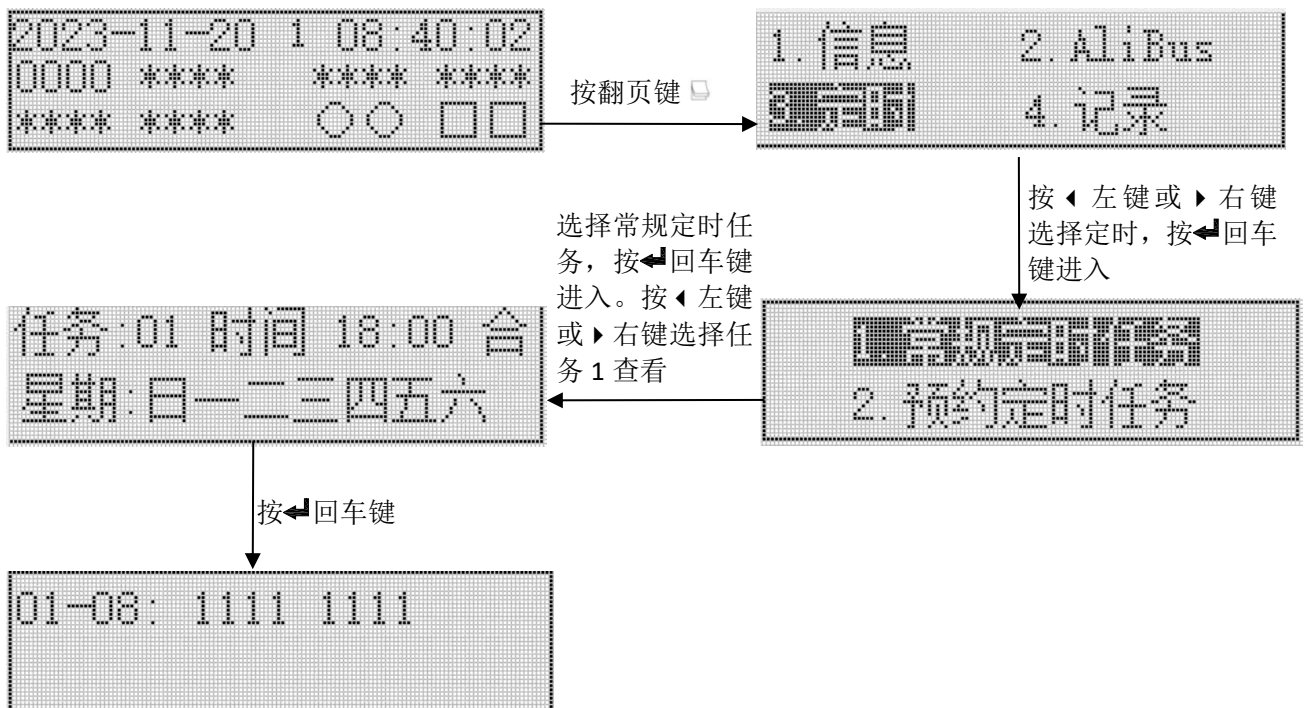 2023-11-20 1 08:40:02
0000 **** **** ****
**** **** ○○ □□
按翻页键
1.信息 2.AliBus
3.定时 4.记录
按 左键或 右键
选择定时，按 回车
键进入
1.常规定时任务
2.预约定时任务
选择常规定时任
务，按 回车键
进入。按 左键
或 右键选择任
务 1 查看
任务:01 时间 18:00 合
星期:日一二三四五六
按 回车键
01-08: 1111 1111